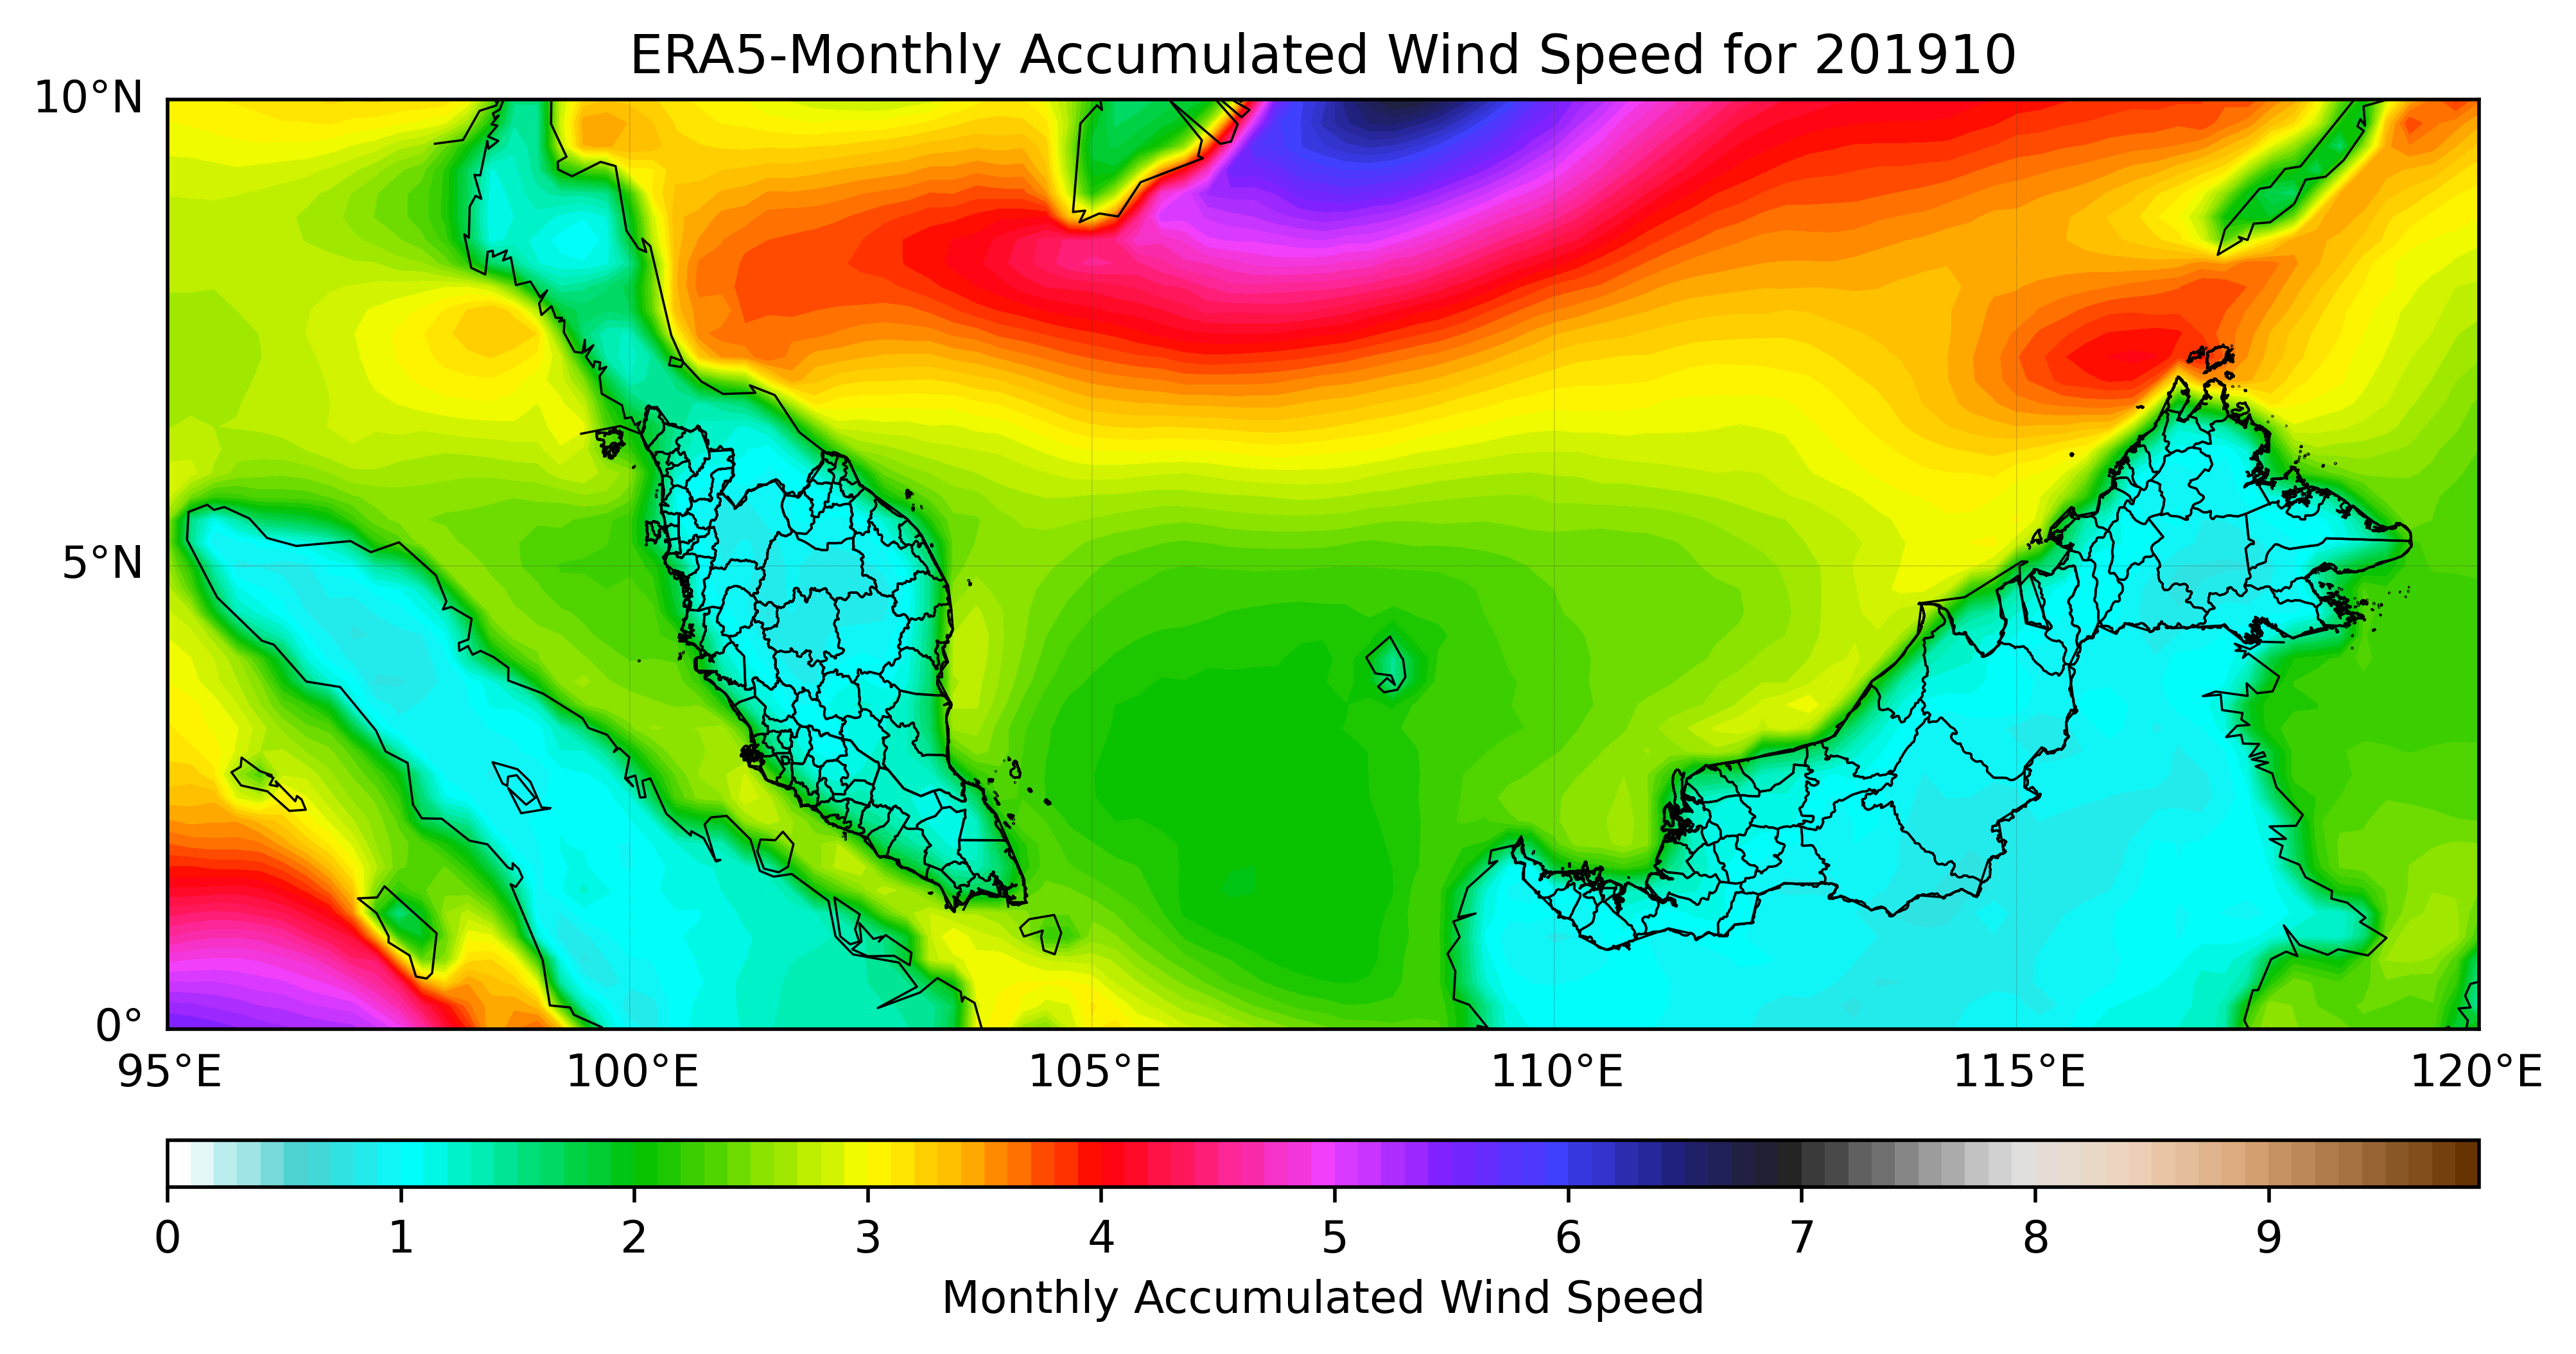 ERA5-Monthly Accumulated Wind Speed for 201910
10°N
5°N
0°
95°E 100°E 105°E 110°E 115°E 120°E
0 1 2 3 4 5 6 7 8 9
Monthly Accumulated Wind Speed